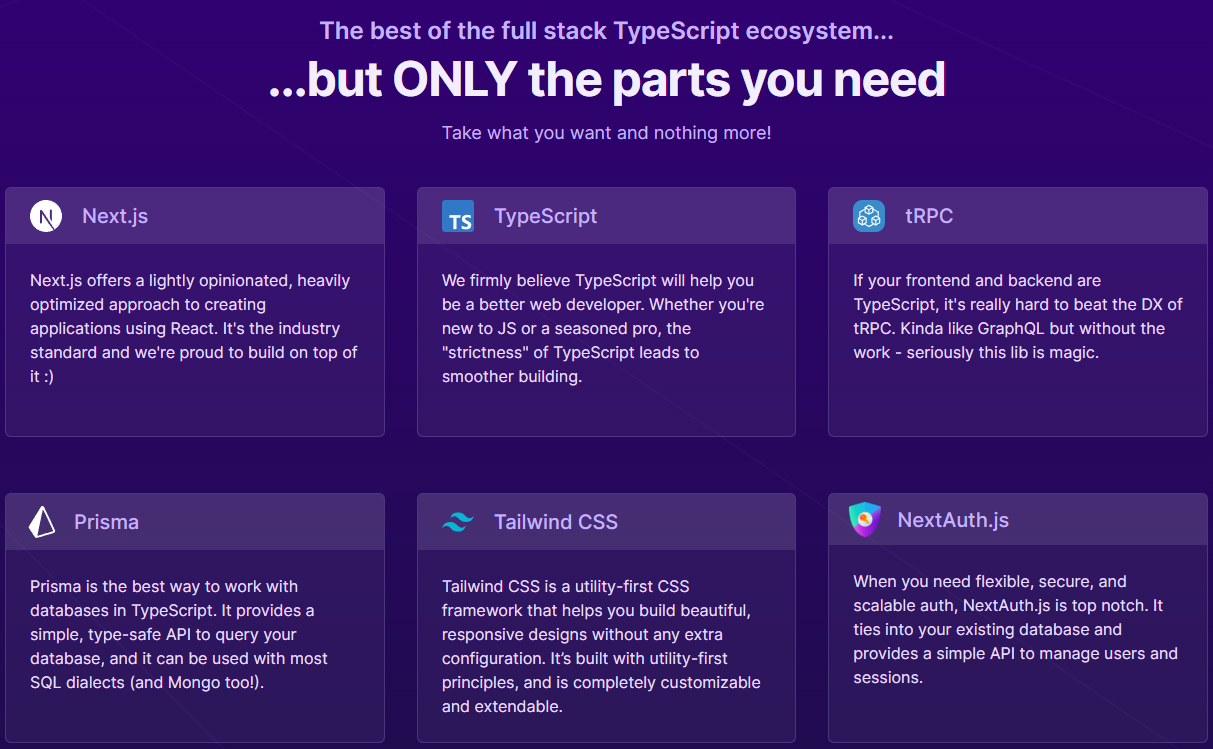 The best of the full stack TypeScript ecosystem...
...but ONLY the parts you need
Take what you want and nothing more!
N
Next.js
Next.js offers a lightly opinionated, heavily
optimized approach to creating
applications using React. It's the industry
standard and we're proud to build on top of
it :)
TS
TypeScript
We firmly believe TypeScript will help you
be a better web developer. Whether you're
new to JS or a seasoned pro, the
"strictness" of TypeScript leads to
smoother building.
tRPC
If your frontend and backend are
TypeScript, it's really hard to beat the DX of
tRPC. Kinda like GraphQL but without the
work - seriously this lib is magic.
Prisma
Prisma is the best way to work with
databases in TypeScript. It provides a
simple, type-safe API to query your
database, and it can be used with most
SQL dialects (and Mongo too!).
Tailwind CSS
Tailwind CSS is a utility-first CSS
framework that helps you build beautiful,
responsive designs without any extra
configuration. It’s built with utility-first
principles, and is completely customizable
and extendable.
NextAuth.js
When you need flexible, secure, and
scalable auth, NextAuth.js is top notch. It
ties into your existing database and
provides a simple API to manage users and
sessions.